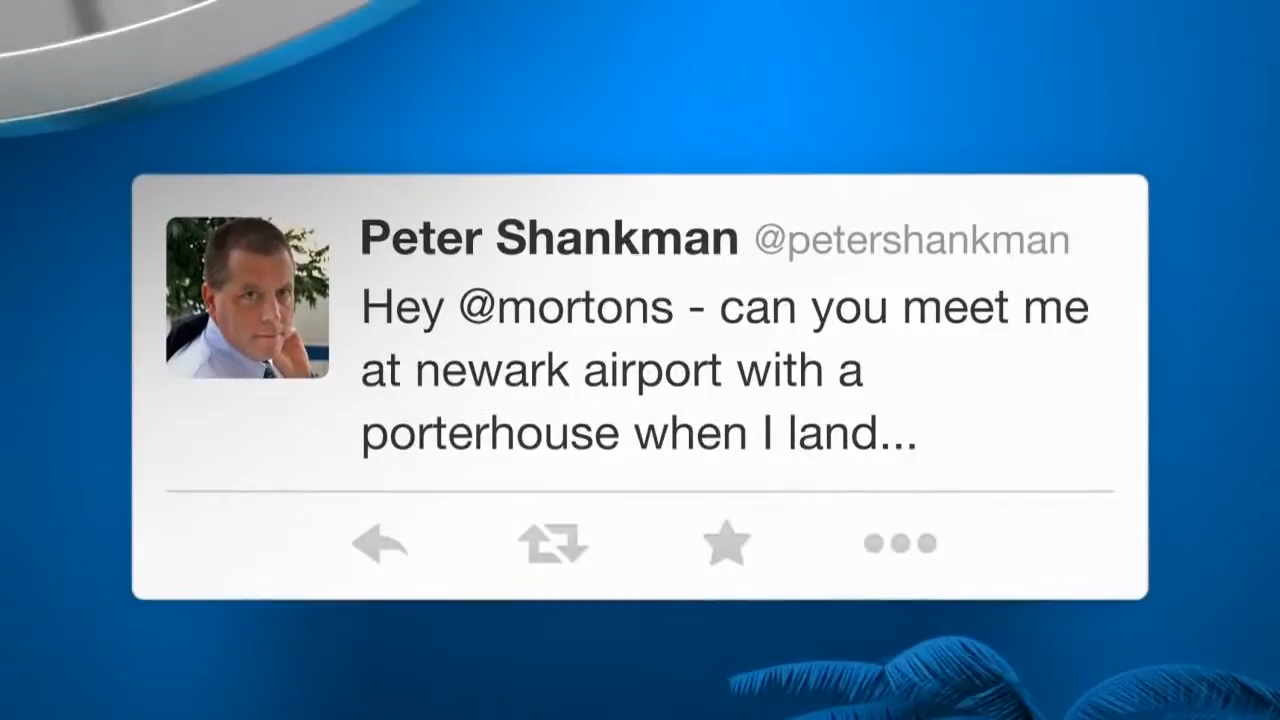 Peter Shankman @petershankman
Hey @mortons - can you meet me
at newark airport with a
porterhouse when I land...